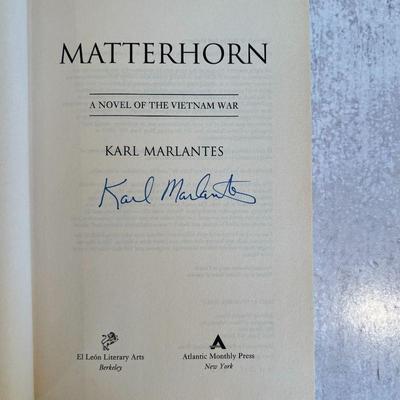 MATTERHORN
A NOVEL OF THE VIETNAM WAR
KARL MARLANTES
Karl Marlantes
El León Literary Arts
Berkeley
Atlantic Monthly Press
New York